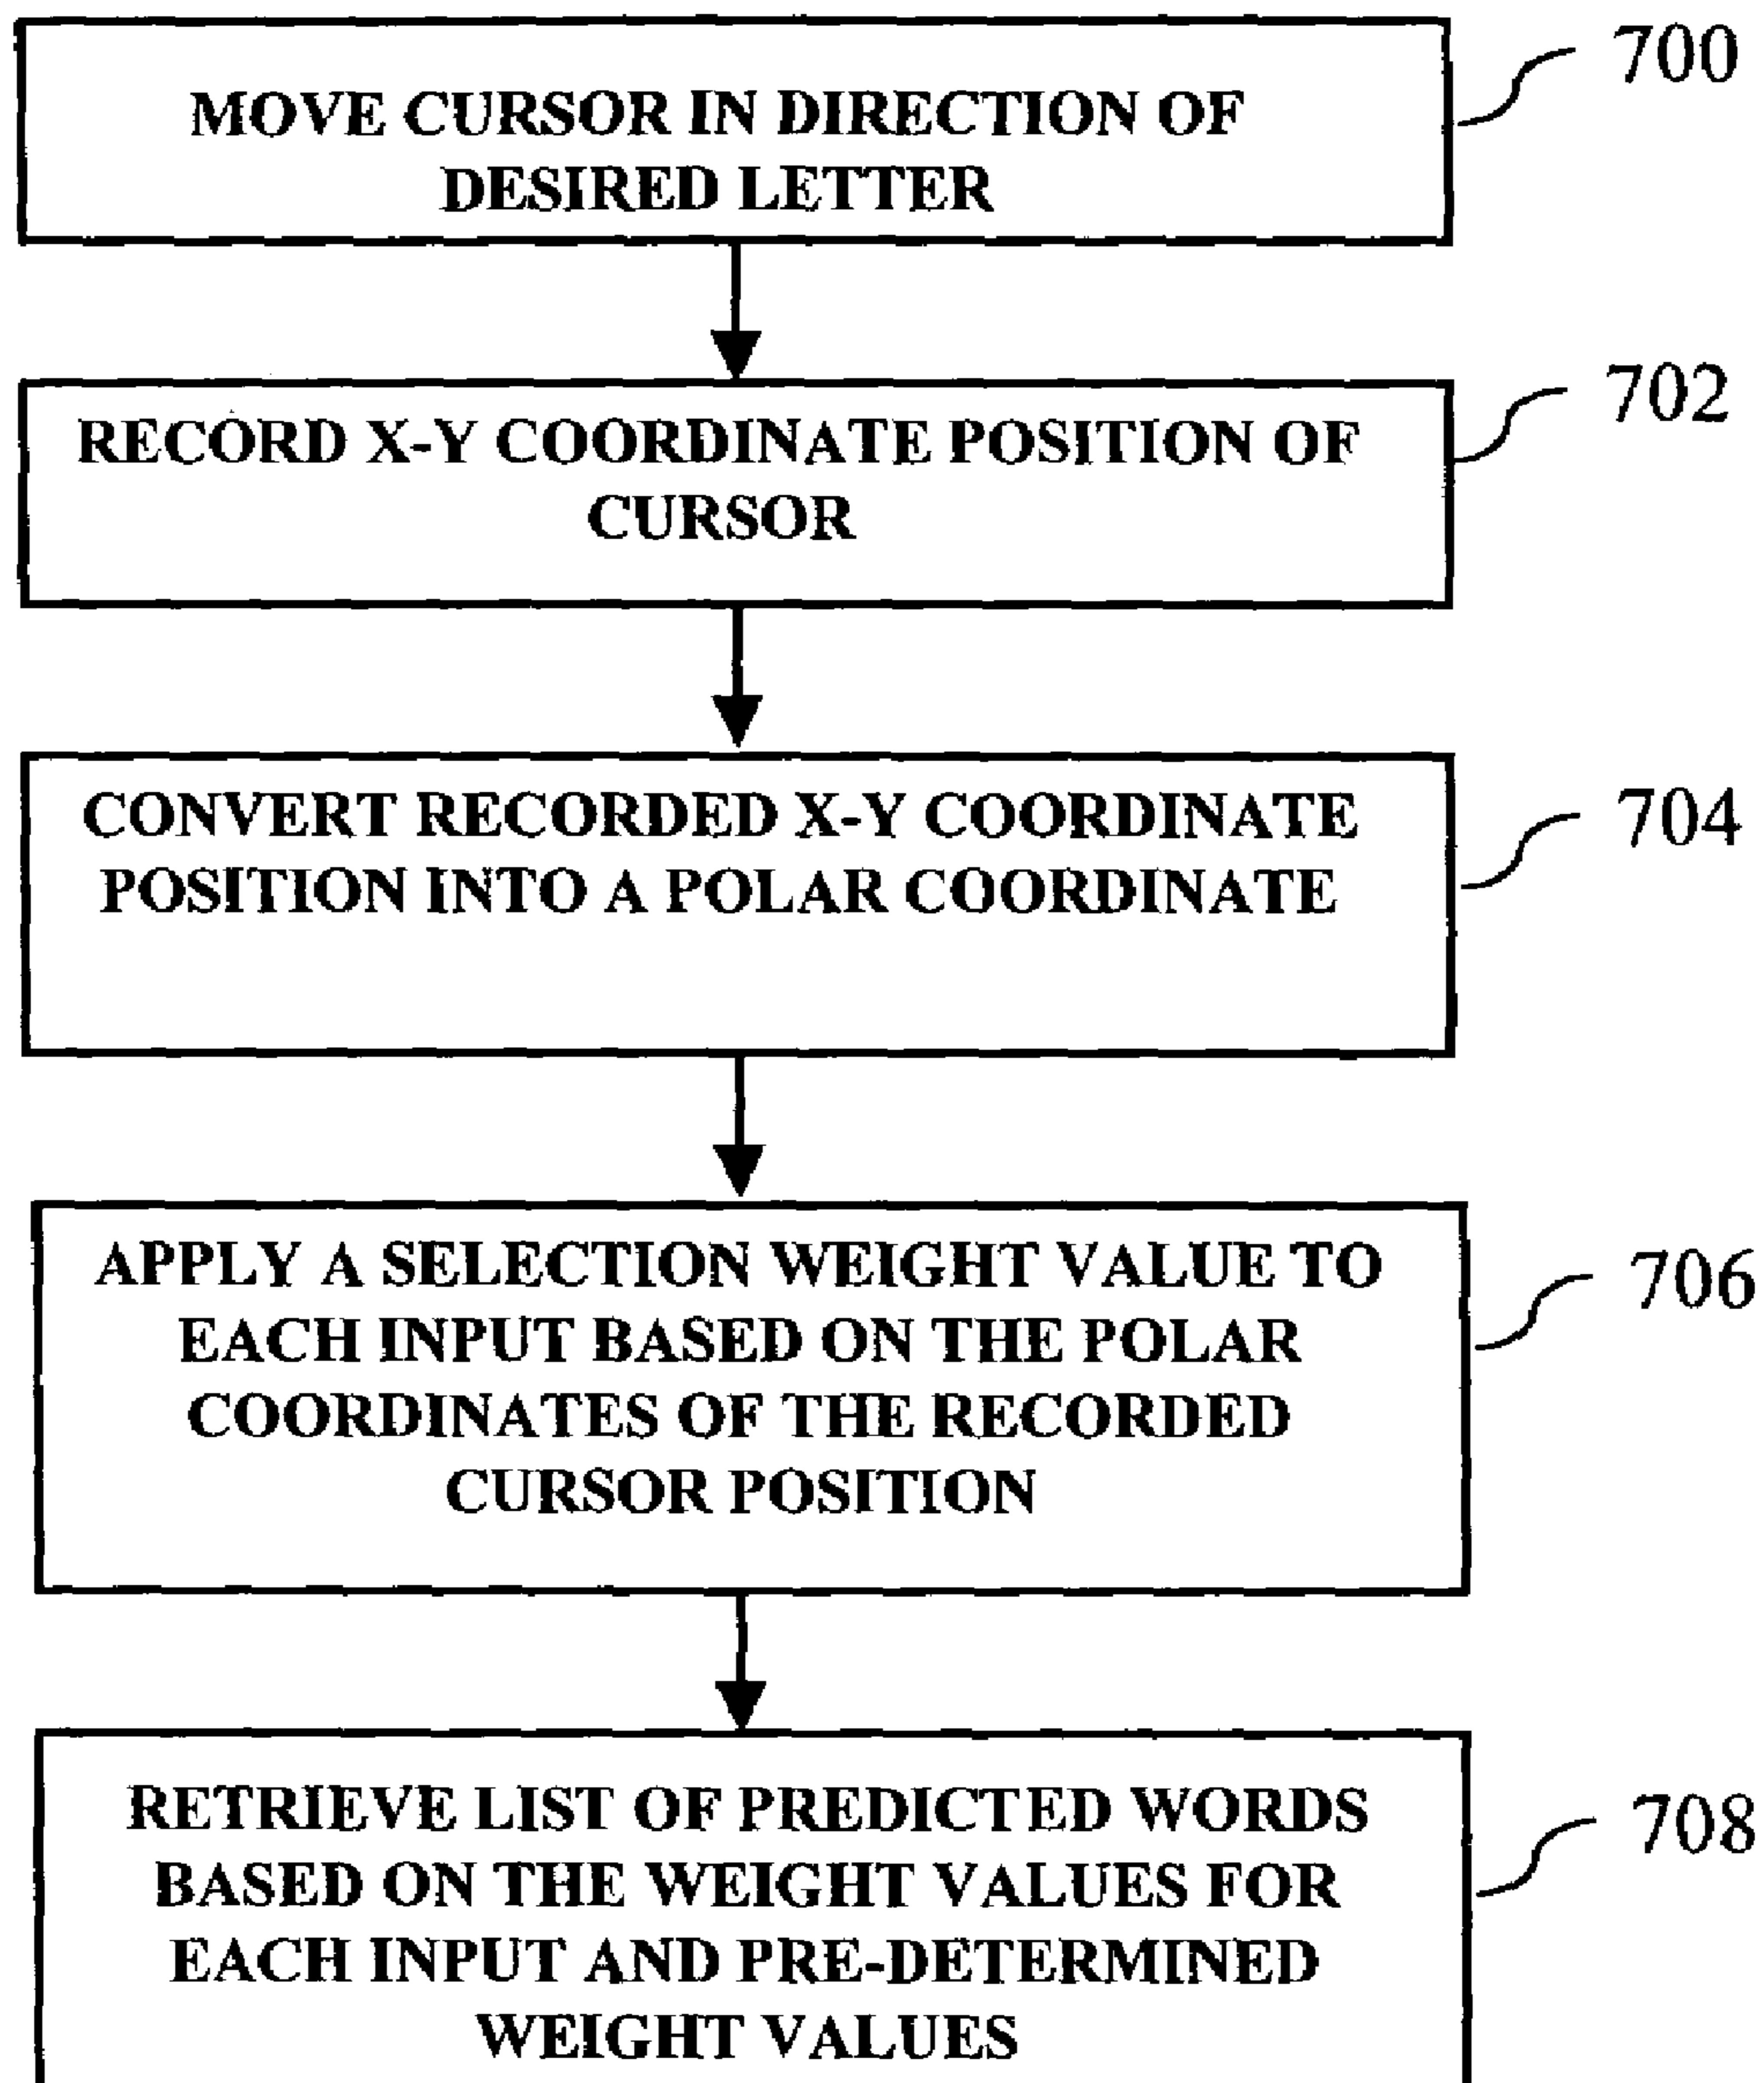 700
MOVE CURSOR IN DIRECTION OF
DESIRED LETTER
702
RECORD X-Y COORDINATE POSITION OF
CURSOR
704
CONVERT RECORDED X-Y COORDINATE
POSITION INTO A POLAR COORDINATE
706
APPLY A SELECTION WEIGHT VALUE TO
EACH INPUT BASED ON THE POLAR
COORDINATES OF THE RECORDED
CURSOR POSITION
708
RETRIEVE LIST OF PREDICTED WORDS
BASED ON THE WEIGHT VALUES FOR
EACH INPUT AND PRE-DETERMINED
WEIGHT VALUES